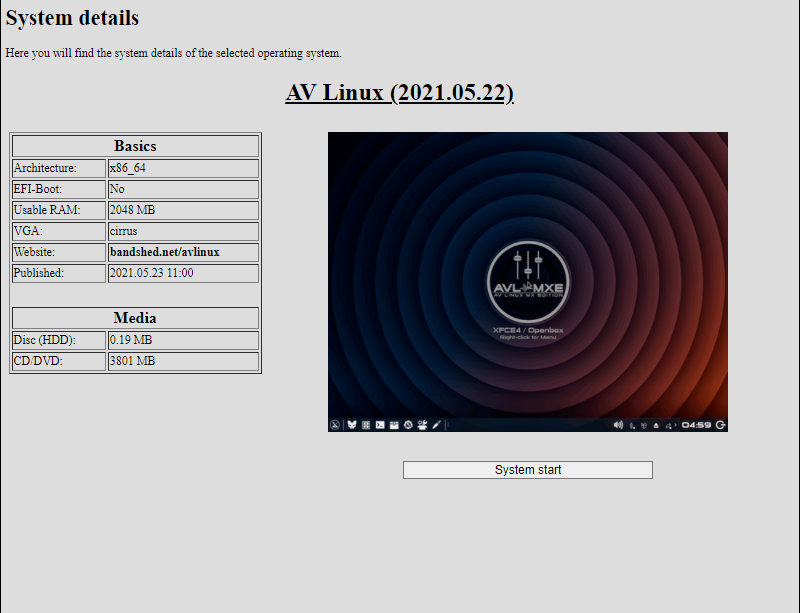 System details
Here you will find the system details of the selected operating system.
AV Linux (2021.05.22)
Basics
Architecture: x86_64
EFI-Boot: No
Usable RAM: 2048 MB
VGA: cirrus
Website: bandshed.net/avlinux
Published: 2021.05.23 11:00
Media
Disc (HDD): 0.19 MB
CD/DVD: 3801 MB
AVL MXE
AV LINUX MX EDITION
XFCE4 / Openbox
Right-click for Menu
04:59
System start